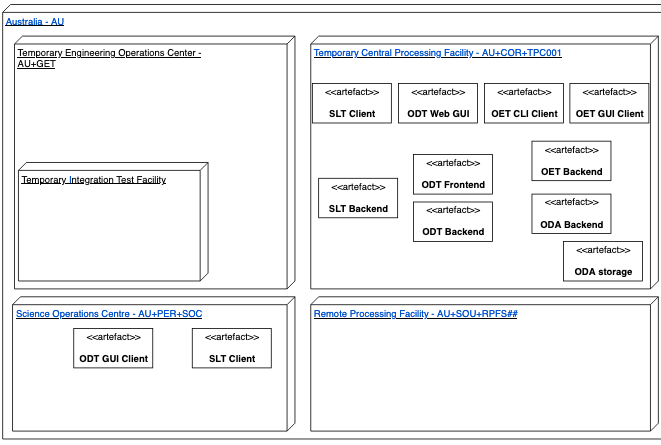 Australia - AU
Temporary Engineering Operations Center -
AU+GET
Temporary Integration Test Facility
Temporary Central Processing Facility - AU+COR+TPC001
<<artefact>>
SLT Client
<<artefact>>
ODT Web GUI
<<artefact>>
OET CLI Client
<<artefact>>
OET GUI Client
<<artefact>>
OET Backend
<<artefact>>
ODT Frontend
<<artefact>>
SLT Backend
<<artefact>>
ODT Backend
<<artefact>>
ODA Backend
<<artefact>>
ODA storage
Science Operations Centre - AU+PER+SOC
<<artefact>>
ODT GUI Client
<<artefact>>
SLT Client
Remote Processing Facility - AU+SOU+RPFS##